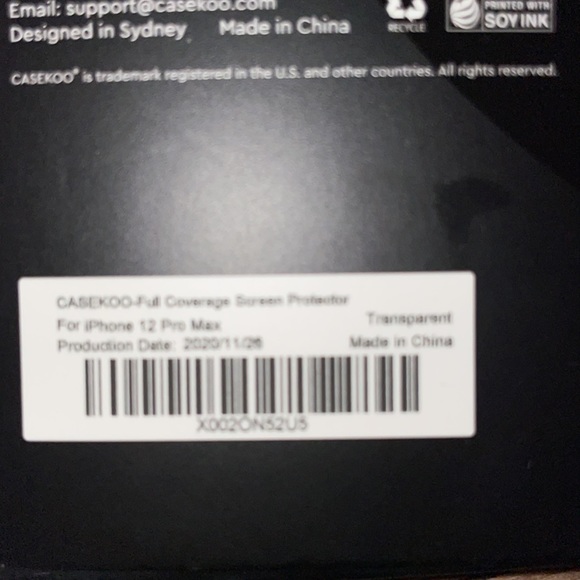 Email: support@casekoo.com
Designed in Sydney Made in China
RECYCLE
PRINTED WITH
SOY INK
CASEKOO® is trademark registered in the U.S. and other countries. All rights reserved.
CASEKOO-Full Coverage Screen Protector
For iPhone 12 Pro Max Transparent
Production Date: 2020/11/26 Made in China
X002ON52U5